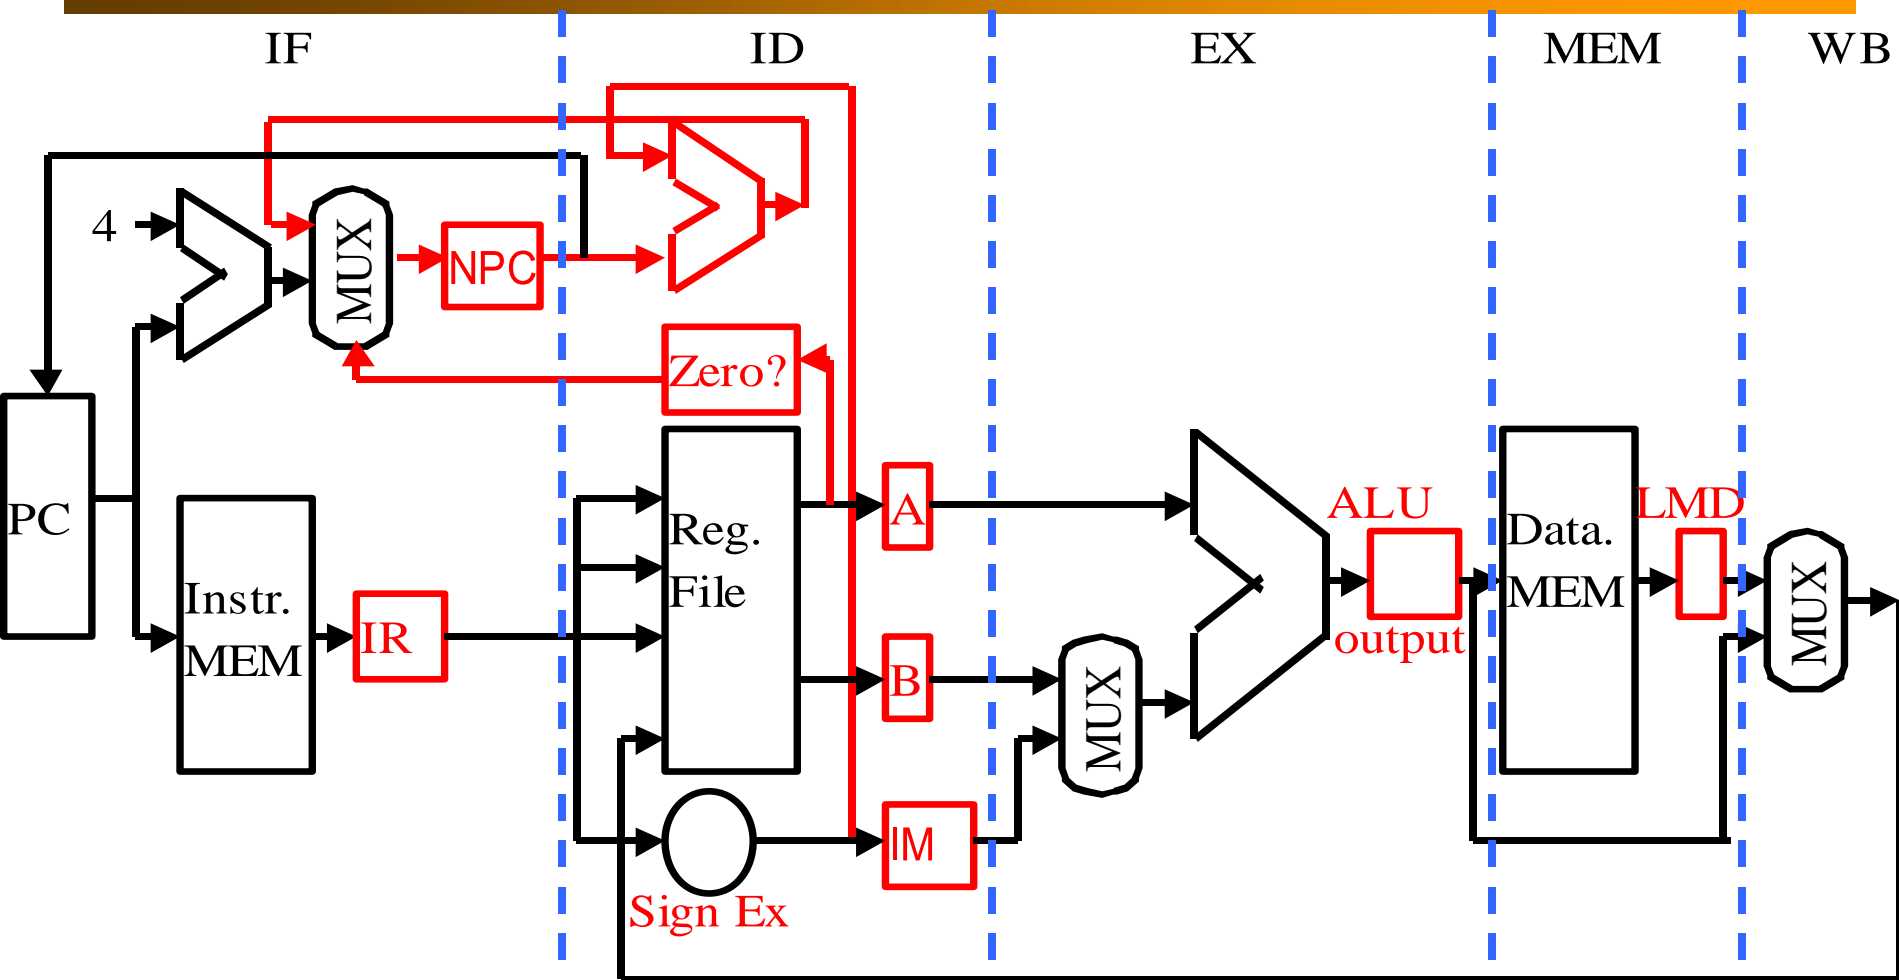 IF
ID
EX
MEM
WB
4
MUX
NPC
Zero?
PC
Instr.
MEM
IR
Reg.
File
A
B
IM
Sign Ex
MUX
ALU
output
Data.
MEM
LMD
MUX